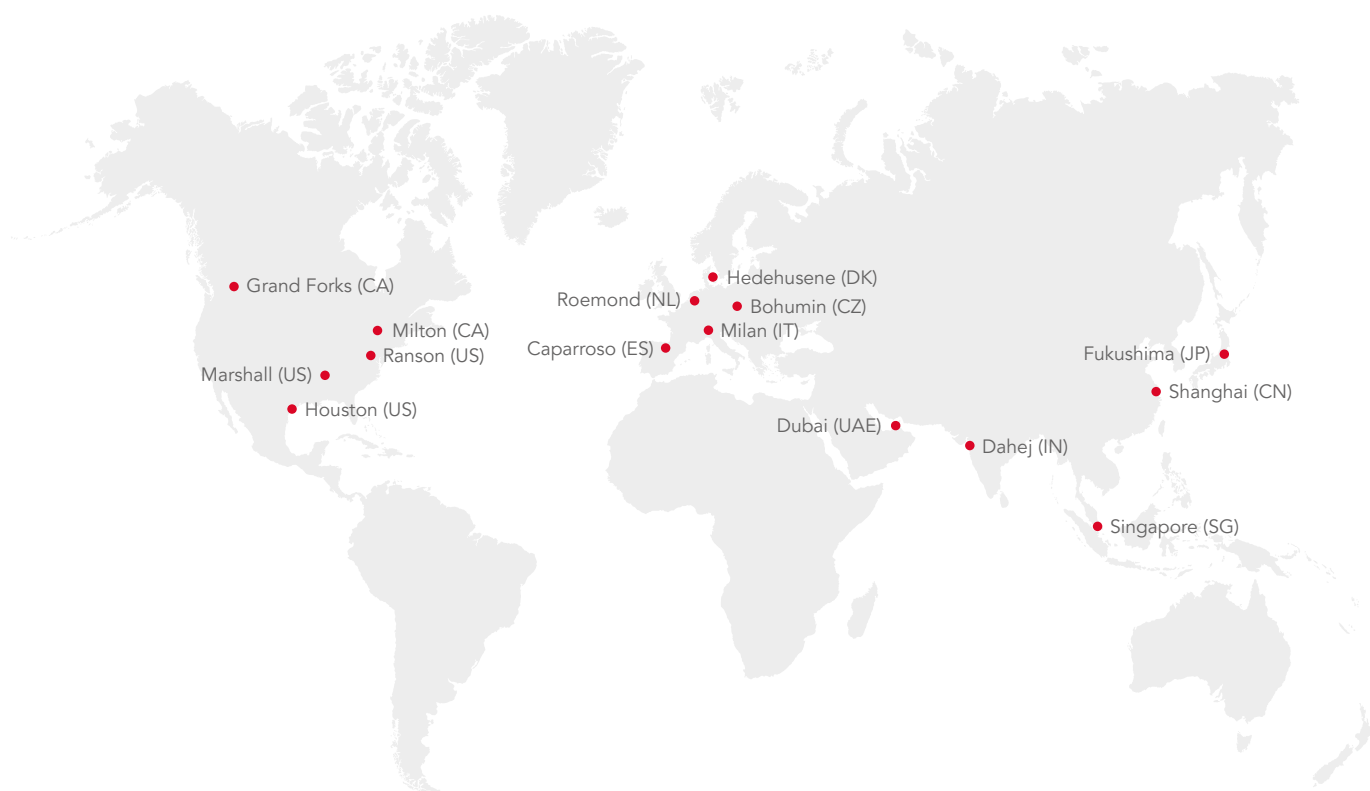 Hedehusene (DK)
Grand Forks (CA)
Roemond (NL)
Bohumin (CZ)
Milton (CA)
Milan (IT)
Caparroso (ES)
Ranson (US)
Fukushima (JP)
Marshall (US)
Shanghai (CN)
Houston (US)
Dubai (UAE)
Dahej (IN)
Singapore (SG)